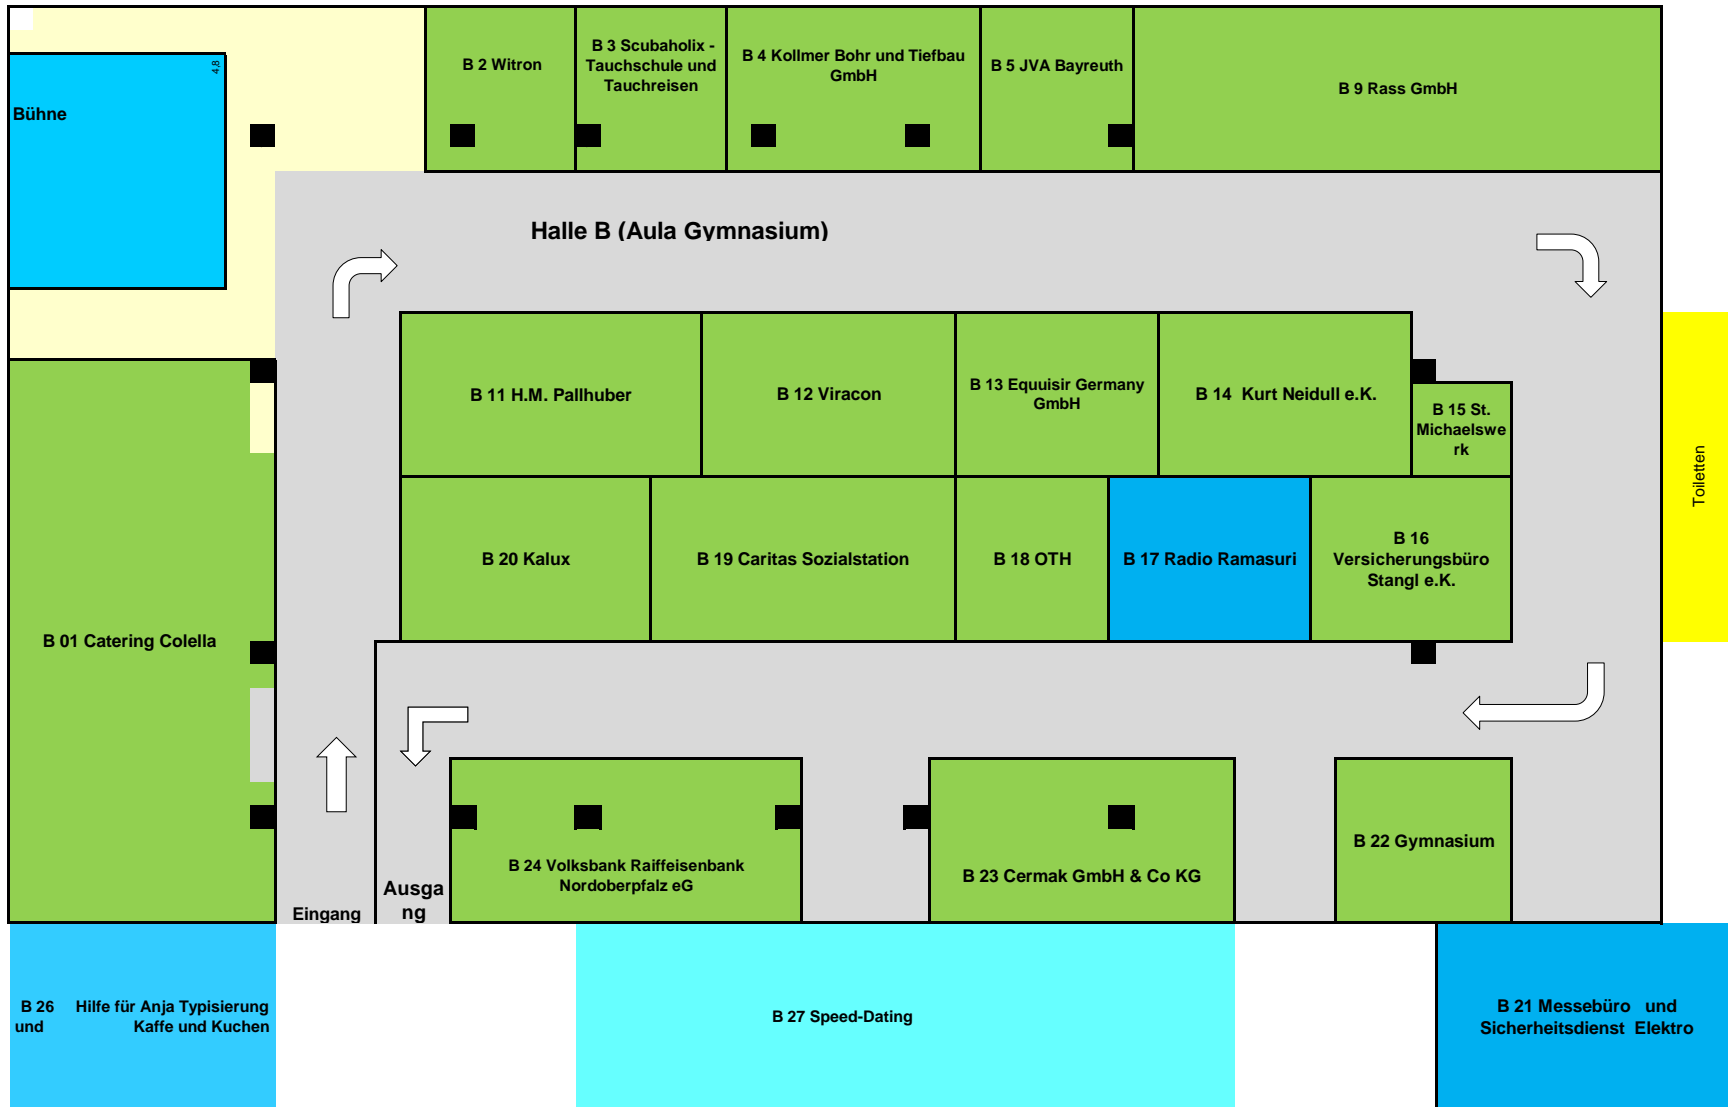 4,8
Bühne
B 2 Witron
B 3 Scubaholix -
Tauchschule und
Tauchreisen
B 4 Kollmer Bohr und Tiefbau
GmbH
B 5 JVA Bayreuth
B 9 Rass GmbH
Halle B (Aula Gymnasium)
B 11 H.M. Pallhuber
B 12 Viracon
B 13 Equuisir Germany
GmbH
B 14 Kurt Neidull e.K.
B 15 St.
Michaelswe
rk
Toiletten
B 20 Kalux
B 19 Caritas Sozialstation
B 18 OTH
B 17 Radio Ramasuri
B 16
Versicherungsbüro
Stangl e.K.
B 01 Catering Colella
B 24 Volksbank Raiffeisenbank
Nordoberpfalz eG
B 23 Cermak GmbH & Co KG
B 22 Gymnasium
Eingang
Ausga
ng
B 26 Hilfe für Anja Typisierung
und Kaffe und Kuchen
B 27 Speed-Dating
B 21 Messebüro und
Sicherheitsdienst Elektro